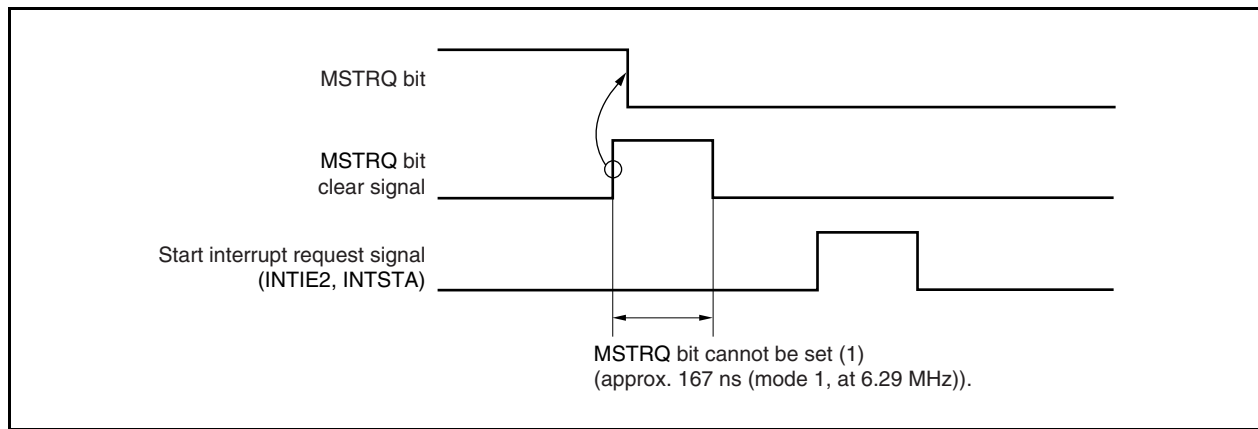 MSTRQ bit
MSTRQ bit
clear signal
Start interrupt request signal
(INTIE2, INTSTA)
MSTRQ bit cannot be set (1)
(approx. 167 ns (mode 1, at 6.29 MHz)).